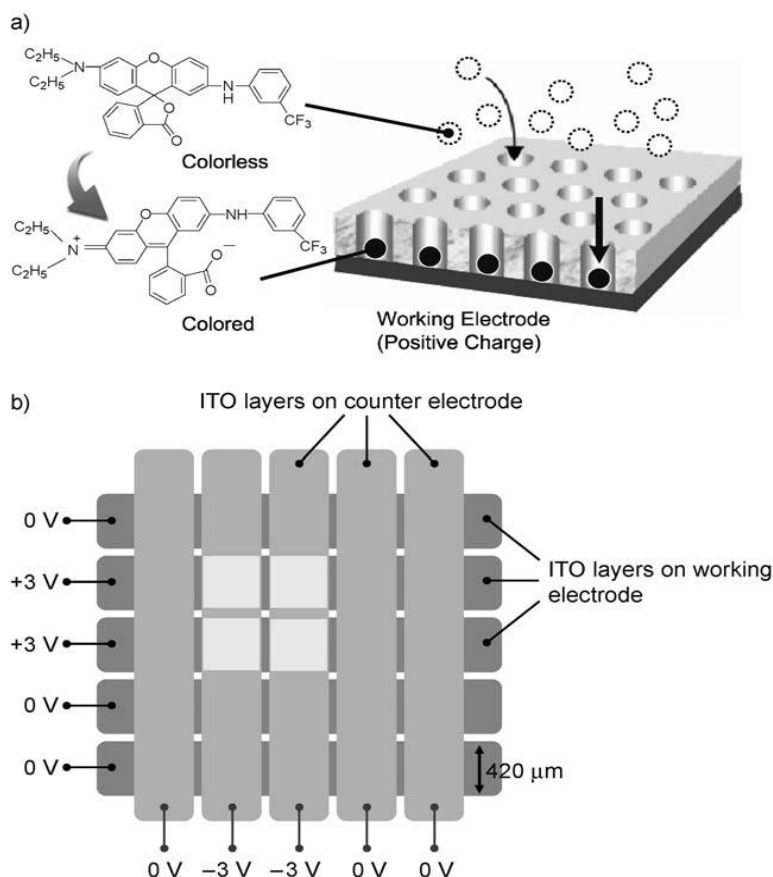 a)
C2H5
N
O
C2H5
NH
O
CF3
O
Colorless
C2H5
O
NH
+
N
C2H5
CF3
O
−
O
Colored
Working Electrode
(Positive Charge)
b)
ITO layers on counter electrode
0 V
+3 V
+3 V
0 V
0 V
ITO layers on working
electrode
420 μm
0 V −3 V −3 V 0 V 0 V